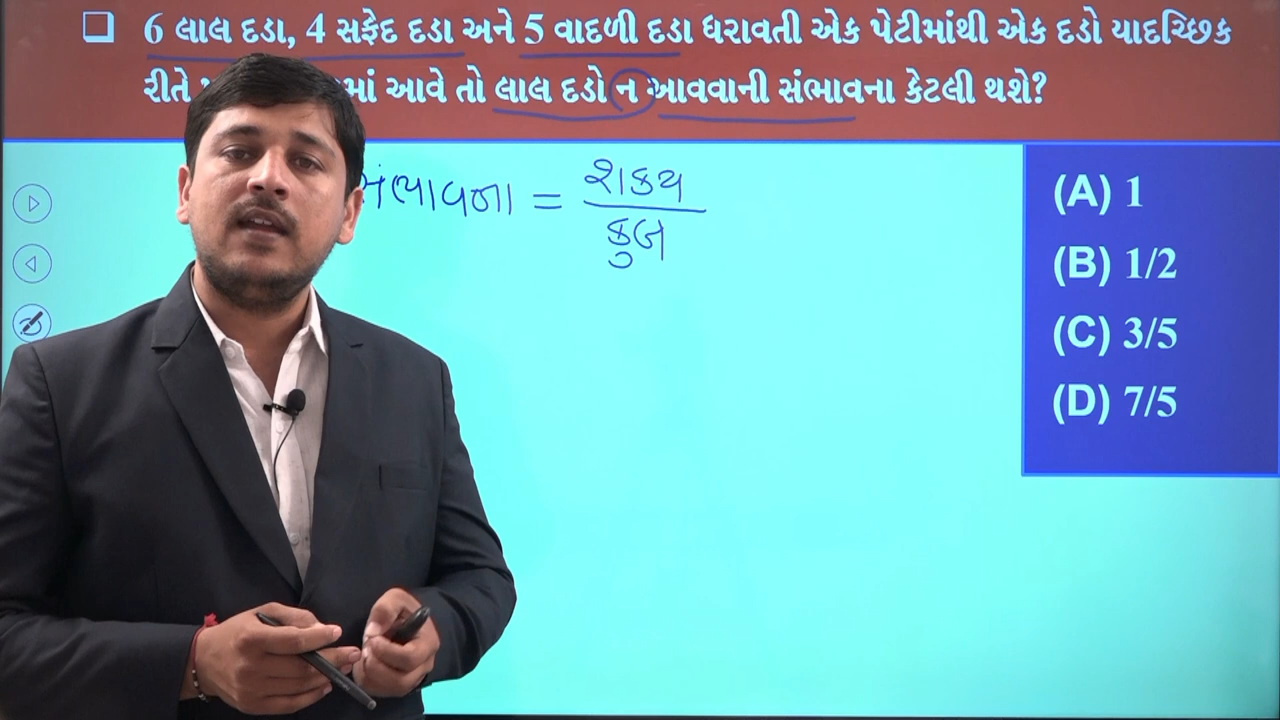 ❑ 6 લાલ દડા, 4 સફેદ દડા અને 5 વાદળી દડા ધરાવતી એક પેટીમાંથી એક દડો યાદચ્છિક
રીતે માં આવે તો લાલ દડો ન આવવાની સંભાવના કેટલી થશે?
સંભાવના = શક્ય
કુલ
(A) 1
(B) 1/2
(C) 3/5
(D) 7/5